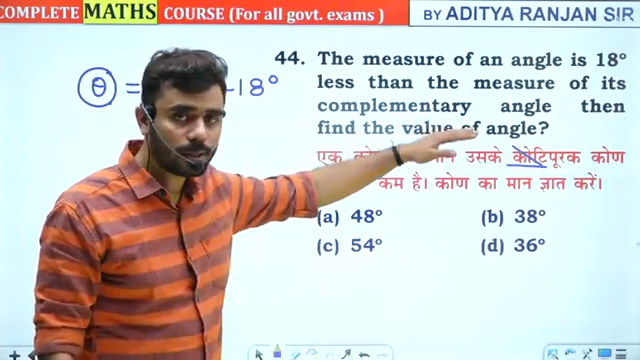 COMPLETE MATHS COURSE (For all govt. exams )
BY ADITYA RANJAN SIR
θ = -18°
44. The measure of an angle is 18°
less than the measure of its
complementary angle then
find the value of angle?
एक उसके कोटिपूरक कोण
कम है। कोण का मान ज्ञात करें।
(a) 48° (b) 38°
(c) 54° (d) 36°